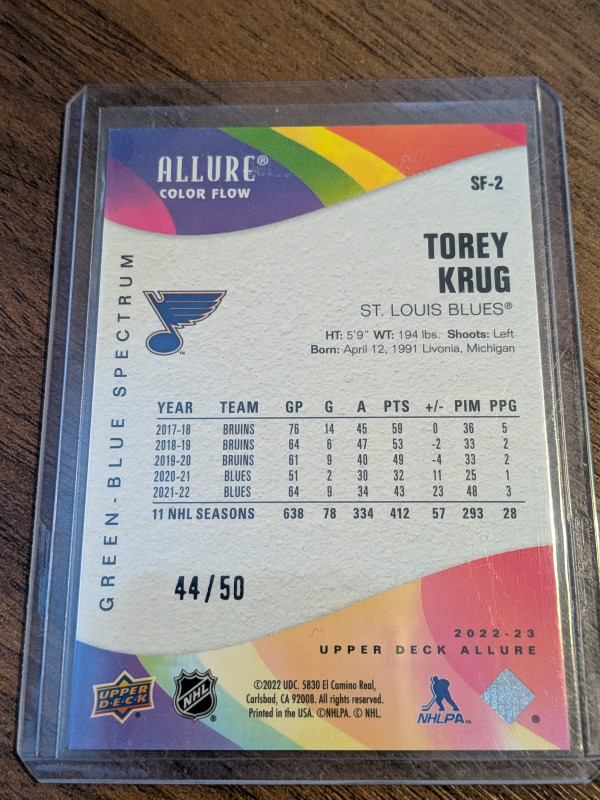 ALLURE®
COLOR FLOW
SF-2
TOREY
KRUG
ST. LOUIS BLUES®
HT: 5'9" WT: 194 lbs. Shoots: Left
Born: April 12, 1991 Livonia, Michigan
GREEN-BLUE SPECTRUM
YEAR TEAM GP G A PTS +/- PIM PPG
2017-18 BRUINS 76 14 45 59 0 36 5
2018-19 BRUINS 64 6 47 53 -2 33 2
2019-20 BRUINS 61 9 40 49 -4 33 2
2020-21 BLUES 51 2 30 32 11 25 1
2021-22 BLUES 64 9 34 43 23 48 3
11 NHL SEASONS 638 78 334 412 57 293 28
44/50
2022-23
UPPER DECK ALLURE
©2022 UDC. 5830 El Camino Real,
Carlsbad, CA 92008. All rights reserved.
Printed in the USA. ©NHLPA. © NHL.
UPPER
D·E·C·K
NHL
NHLPA